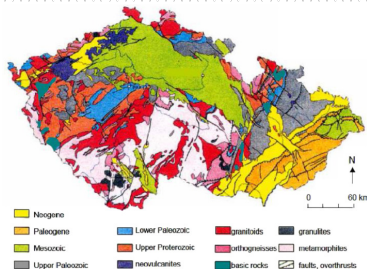 N
0 60 km
Neogene
Paleogene
Mesozoic
Upper Paleozoic
Lower Paleozoic
Upper Proterozoic
neovulcanites
granitoids
orthogneisses
basic rocks
granulites
metamorphites
faults, overthrusts